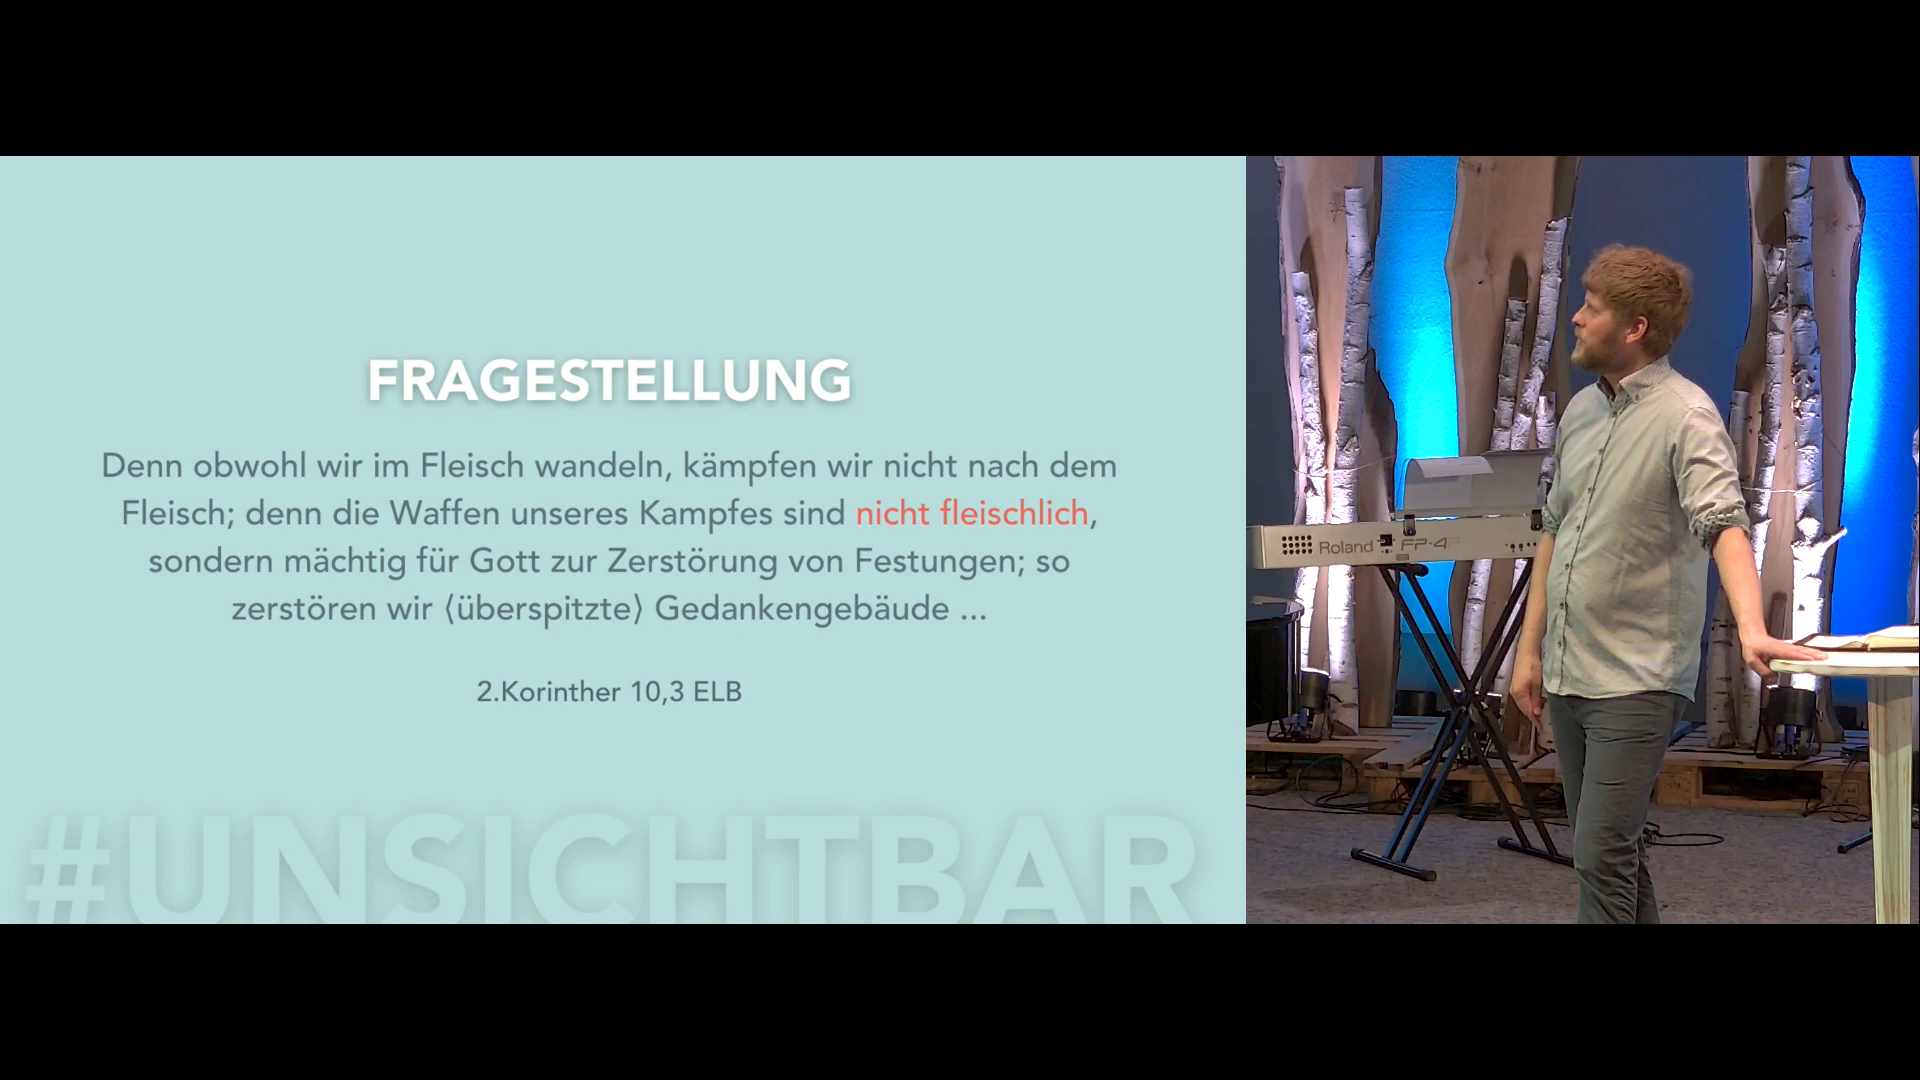 FRAGESTELLUNG
Denn obwohl wir im Fleisch wandeln, kämpfen wir nicht nach dem
Fleisch; denn die Waffen unseres Kampfes sind nicht fleischlich,
sondern mächtig für Gott zur Zerstörung von Festungen; so
zerstören wir ⟨überspitzte⟩ Gedankengebäude ...
2.Korinther 10,3 ELB
#UNSICHTBAR
Roland FP-4